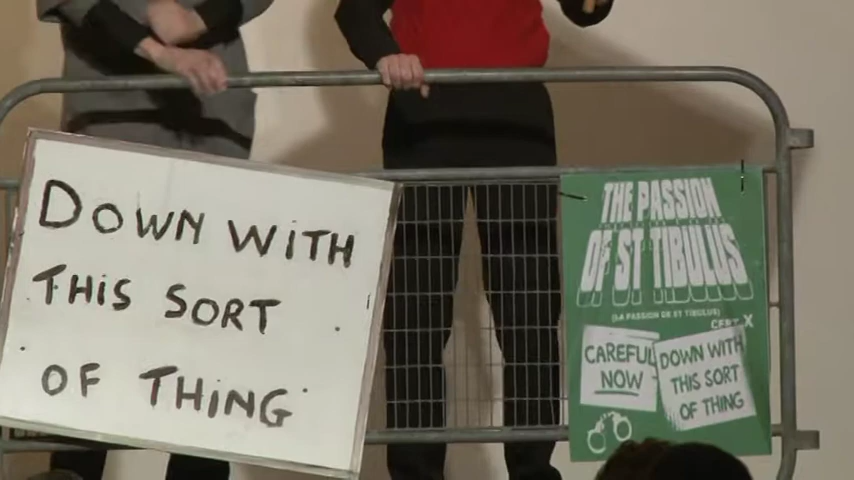 DOWN WITH
THIS SORT
OF THING
THE PASSION
OF ST TIBULUS
(LA PASSION DE ST TIBULUS)
CERT X
CAREFUL
NOW!
DOWN WITH
THIS SORT
OF THING